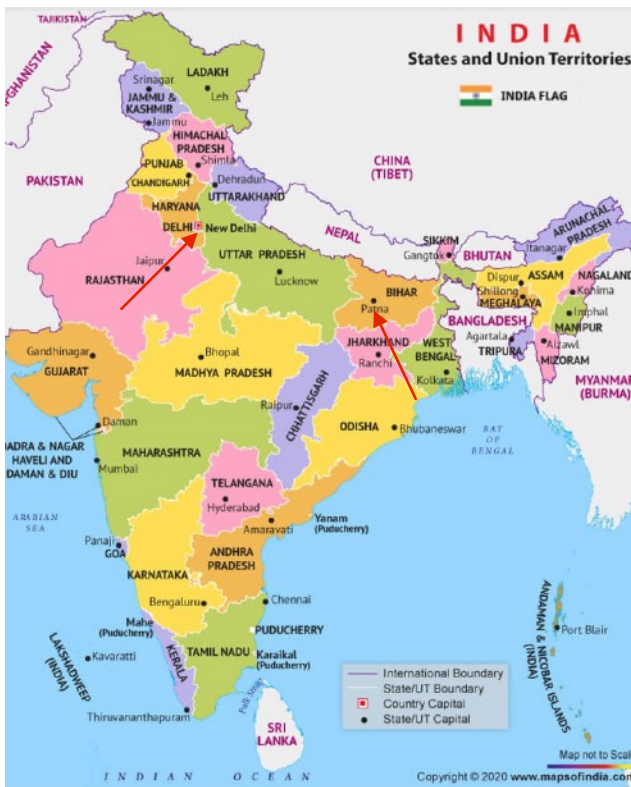 TAJIKISTAN
INDIA
States and Union Territories
INDIA FLAG
AFGHANISTAN
LADAKH
Srinagar
Leh
JAMMU &
KASHMIR
Jammu
HIMACHAL
PRADESH
Shimla
PUNJAB
CHANDIGARH
Dehradun
UTTARAKHAND
CHINA
(TIBET)
PAKISTAN
HARYANA
DELHI
New Delhi
NEPAL
ARUNACHAL
PRADESH
Itanagar
SIKKIM
Gangtok
BHUTAN
Jaipur
RAJASTHAN
UTTAR PRADESH
Lucknow
BIHAR
Patna
Dispur
ASSAM
NAGALAND
Shillong
Kohima
MEGHALAYA
Imphal
MANIPUR
BANGLADESH
Agartala
TRIPURA
Aizawl
MIZORAM
Gandhinagar
GUJARAT
Bhopal
MADHYA PRADESH
JHARKHAND
Ranchi
WEST
BENGAL
Kolkata
MYANMAR
(BURMA)
Raipur
CHHATTISGARH
ODISHA
Bhubaneswar
BAY
OF
BENGAL
Daman
ADRA & NAGAR
HAVELI AND
DAMAN & DIU
Mumbai
MAHARASHTRA
TELANGANA
Hyderabad
ARABIAN
SEA
Amaravati
Yanam
(Puducherry)
Panaji
GOA
KARNATAKA
ANDHRA
PRADESH
Bengaluru
Chennai
Mahe
(Puducherry)
PUDUCHERRY
TAMIL NADU
Karaikal
(Puducherry)
LAKSHADWEEP
(INDIA)
Kavaratti
KERALA
Thiruvananthapuram
Palk Strait
SRI
LANKA
ANDAMAN & NICOBAR ISLANDS
(INDIA)
Port Blair
International Boundary
State/UT Boundary
Country Capital
State/UT Capital
Map not to Scale
INDIAN OCEAN
Copyright © 2020 www.mapsofindia.com